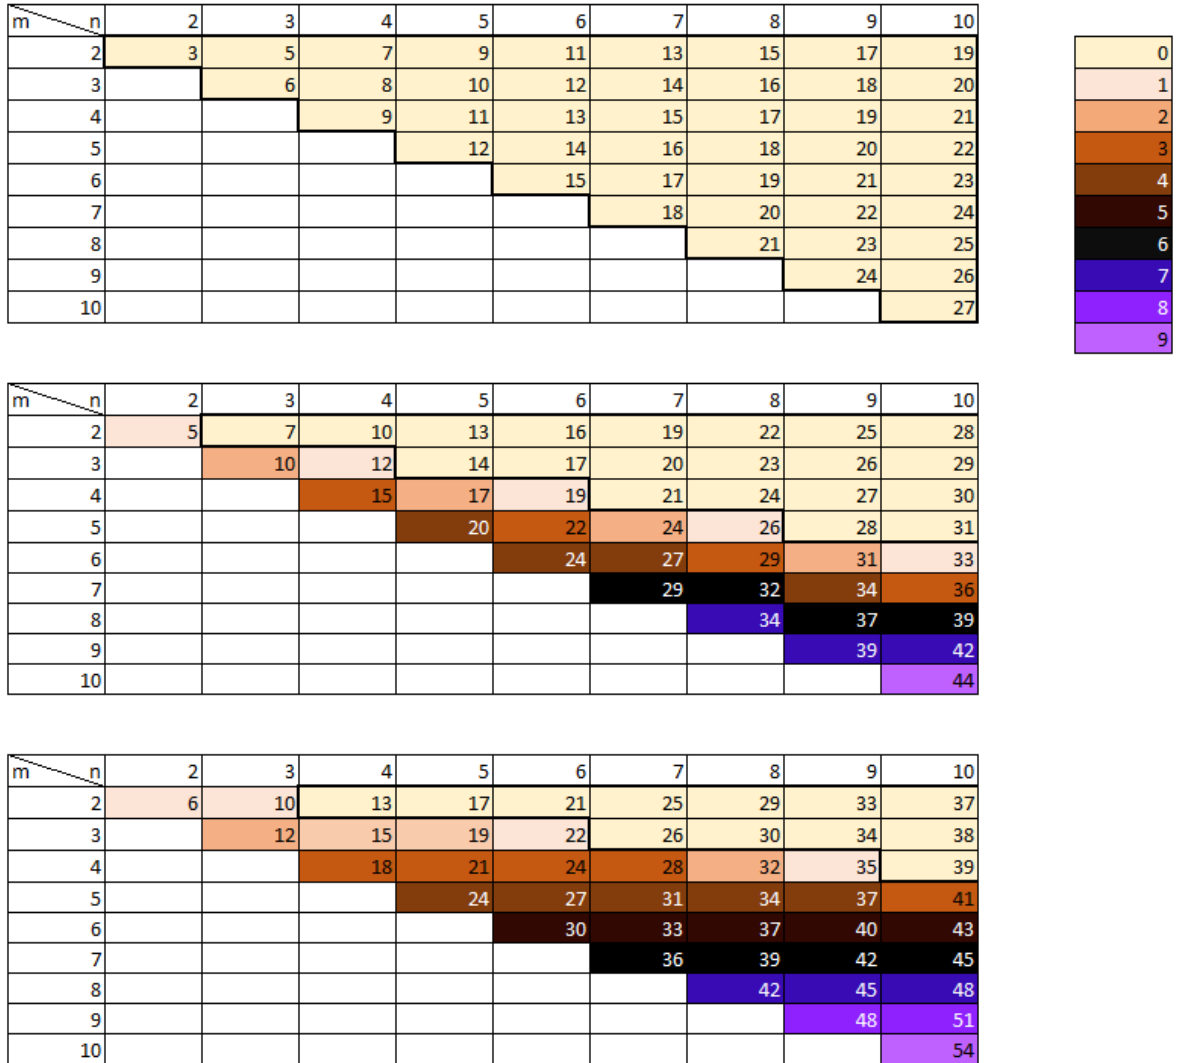 m n 2 3 4 5 6 7 8 9 10
2 3 5 7 9 11 13 15 17 19 0
3 6 8 10 12 14 16 18 20 1
4 9 11 13 15 17 19 21 2
5 12 14 16 18 20 22 3
6 15 17 19 21 23 4
7 18 20 22 24 5
8 21 23 25 6
9 24 26 7
10 27 8
9
m n 2 3 4 5 6 7 8 9 10
2 5 7 10 13 16 19 22 25 28
3 10 12 14 17 20 23 26 29
4 15 17 19 21 24 27 30
5 20 22 24 26 28 31
6 24 27 29 31 33
7 29 32 34 36
8 34 37 39
9 39 42
10 44
m n 2 3 4 5 6 7 8 9 10
2 6 10 13 17 21 25 29 33 37
3 12 15 19 22 26 30 34 38
4 18 21 24 28 32 35 39
5 24 27 31 34 37 41
6 30 33 37 40 43
7 36 39 42 45
8 42 45 48
9 48 51
10 54